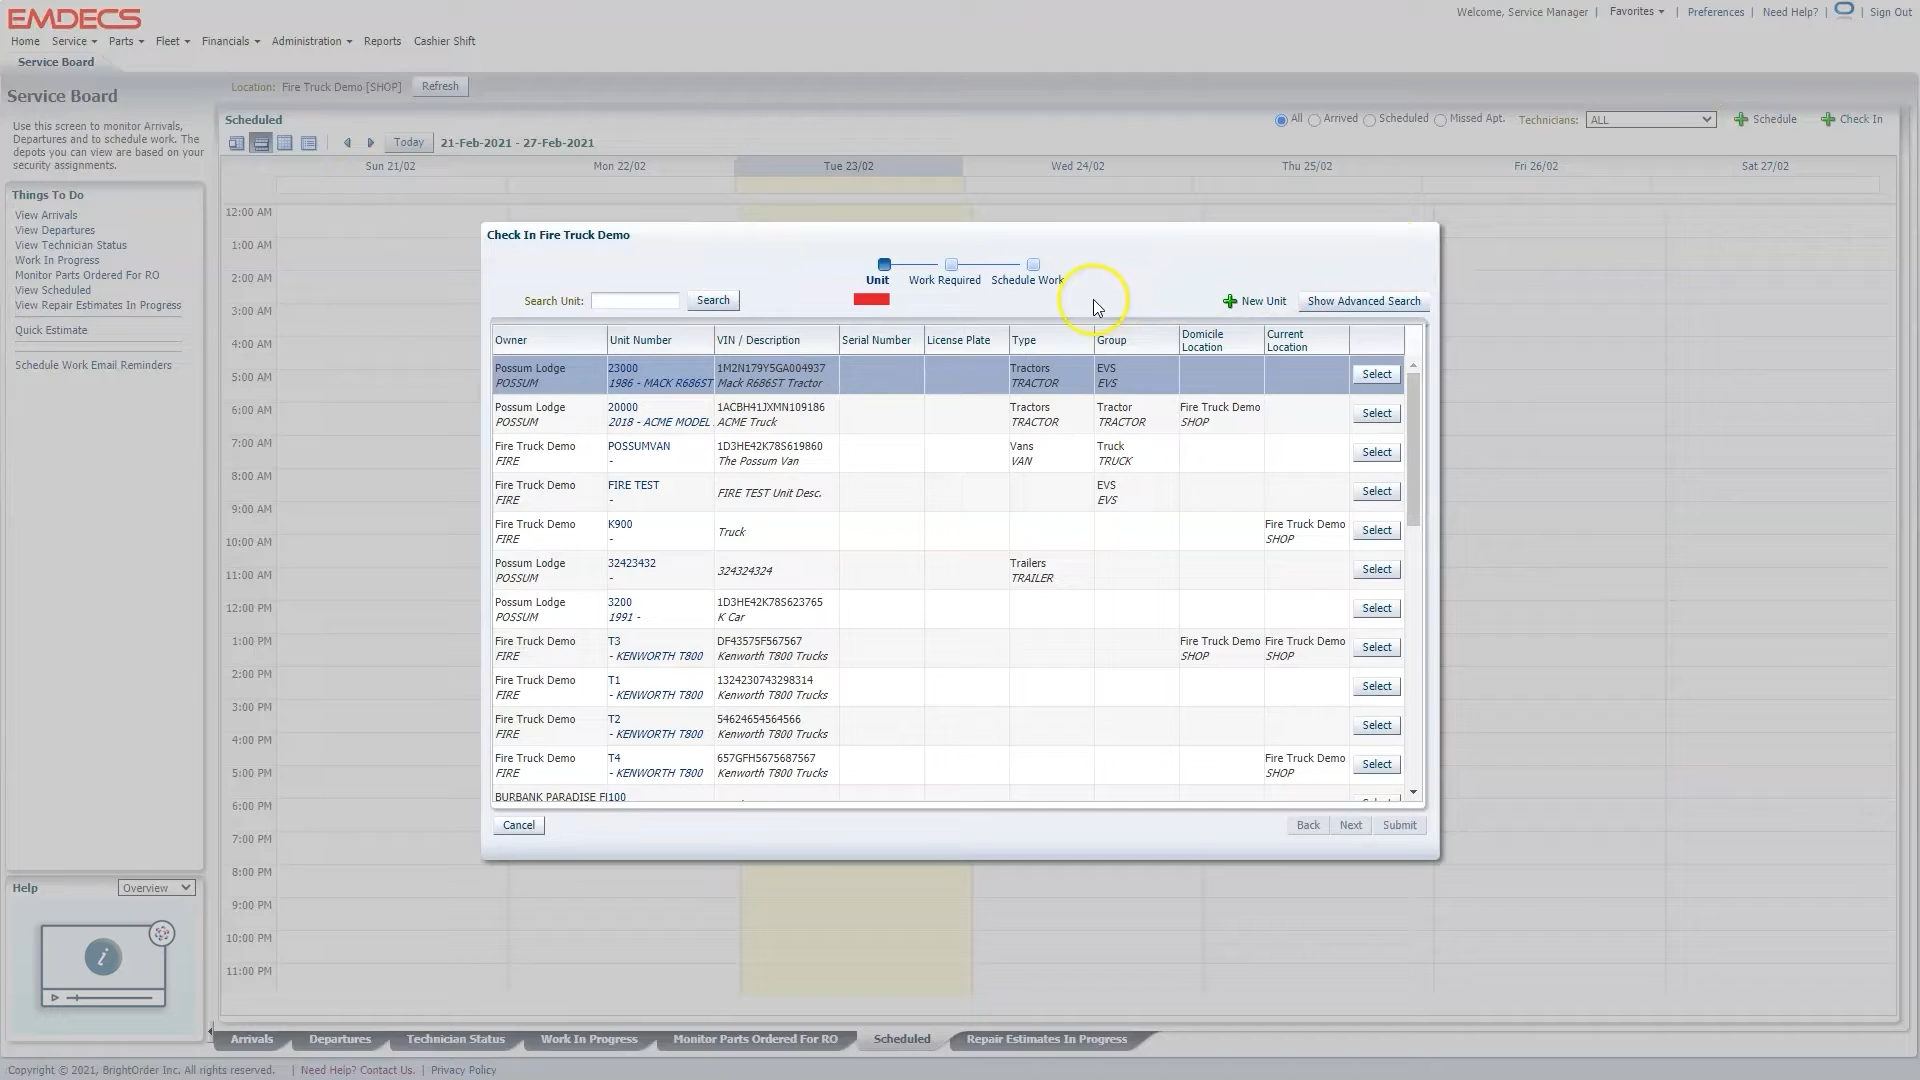 EMDECS
Welcome, Service Manager | Favorites | Preferences | Need Help? | Sign Out
Home Service Parts Fleet Financials Administration Reports Cashier Shift
Service Board
Service Board
Use this screen to monitor Arrivals,
Departures and to schedule work. The
depots you can view are based on your
security assignments.
Things To Do
View Arrivals
View Departures
View Technician Status
Work In Progress
Monitor Parts Ordered For RO
View Scheduled
View Repair Estimates In Progress
Quick Estimate
Schedule Work Email Reminders
Help Overview
Location: Fire Truck Demo [SHOP] Refresh
Scheduled
All Arrived Scheduled Missed Apt. Technicians: ALL Schedule Check In
Today 21-Feb-2021 - 27-Feb-2021
Sun 21/02 Mon 22/02 Tue 23/02 Wed 24/02 Thu 25/02 Fri 26/02 Sat 27/02
12:00 AM
1:00 AM
2:00 AM
3:00 AM
4:00 AM
5:00 AM
6:00 AM
7:00 AM
8:00 AM
9:00 AM
10:00 AM
11:00 AM
12:00 PM
1:00 PM
2:00 PM
3:00 PM
4:00 PM
5:00 PM
6:00 PM
7:00 PM
8:00 PM
9:00 PM
10:00 PM
11:00 PM
Check In Fire Truck Demo
Unit Work Required Schedule Work
Search Unit: Search New Unit Show Advanced Search
Owner Unit Number VIN / Description Serial Number License Plate Type Group Domicile Location Current Location
Possum Lodge 23000 1M2N179Y5GA004937 Tractors EVS Select
POSSUM 1986 - MACK R686ST Mack R686ST Tractor TRACTOR EVS
Possum Lodge 20000 1ACBH41JXMN109186 Tractors Tractor Fire Truck Demo Select
POSSUM 2018 - ACME MODEL ACME Truck TRACTOR TRACTOR SHOP
Fire Truck Demo POSSUMVAN 1D3HE42K78S619860 Vans Truck Select
FIRE - The Possum Van VAN TRUCK
Fire Truck Demo FIRE TEST EVS Select
FIRE - FIRE TEST Unit Desc. EVS
Fire Truck Demo K900 Fire Truck Demo Select
FIRE - Truck SHOP
Possum Lodge 32423432 Trailers Select
POSSUM - 324324324 TRAILER
Possum Lodge 3200 1D3HE42K78S623765 Select
POSSUM 1991 - K Car
Fire Truck Demo T3 DF43575F567567 Fire Truck Demo Fire Truck Demo Select
FIRE - KENWORTH T800 Kenworth T800 Trucks SHOP SHOP
Fire Truck Demo T1 1324230743298314 Select
FIRE - KENWORTH T800 Kenworth T800 Trucks
Fire Truck Demo T2 54624654564566 Select
FIRE - KENWORTH T800 Kenworth T800 Trucks
Fire Truck Demo T4 657GFH5675687567 Fire Truck Demo Select
FIRE - KENWORTH T800 Kenworth T800 Trucks SHOP
BURBANK PARADISE FI 100
Cancel Back Next Submit
Arrivals Departures Technician Status Work In Progress Monitor Parts Ordered For RO Scheduled Repair Estimates In Progress
Copyright © 2021, BrightOrder Inc. All rights reserved. | Need Help? Contact Us. | Privacy Policy